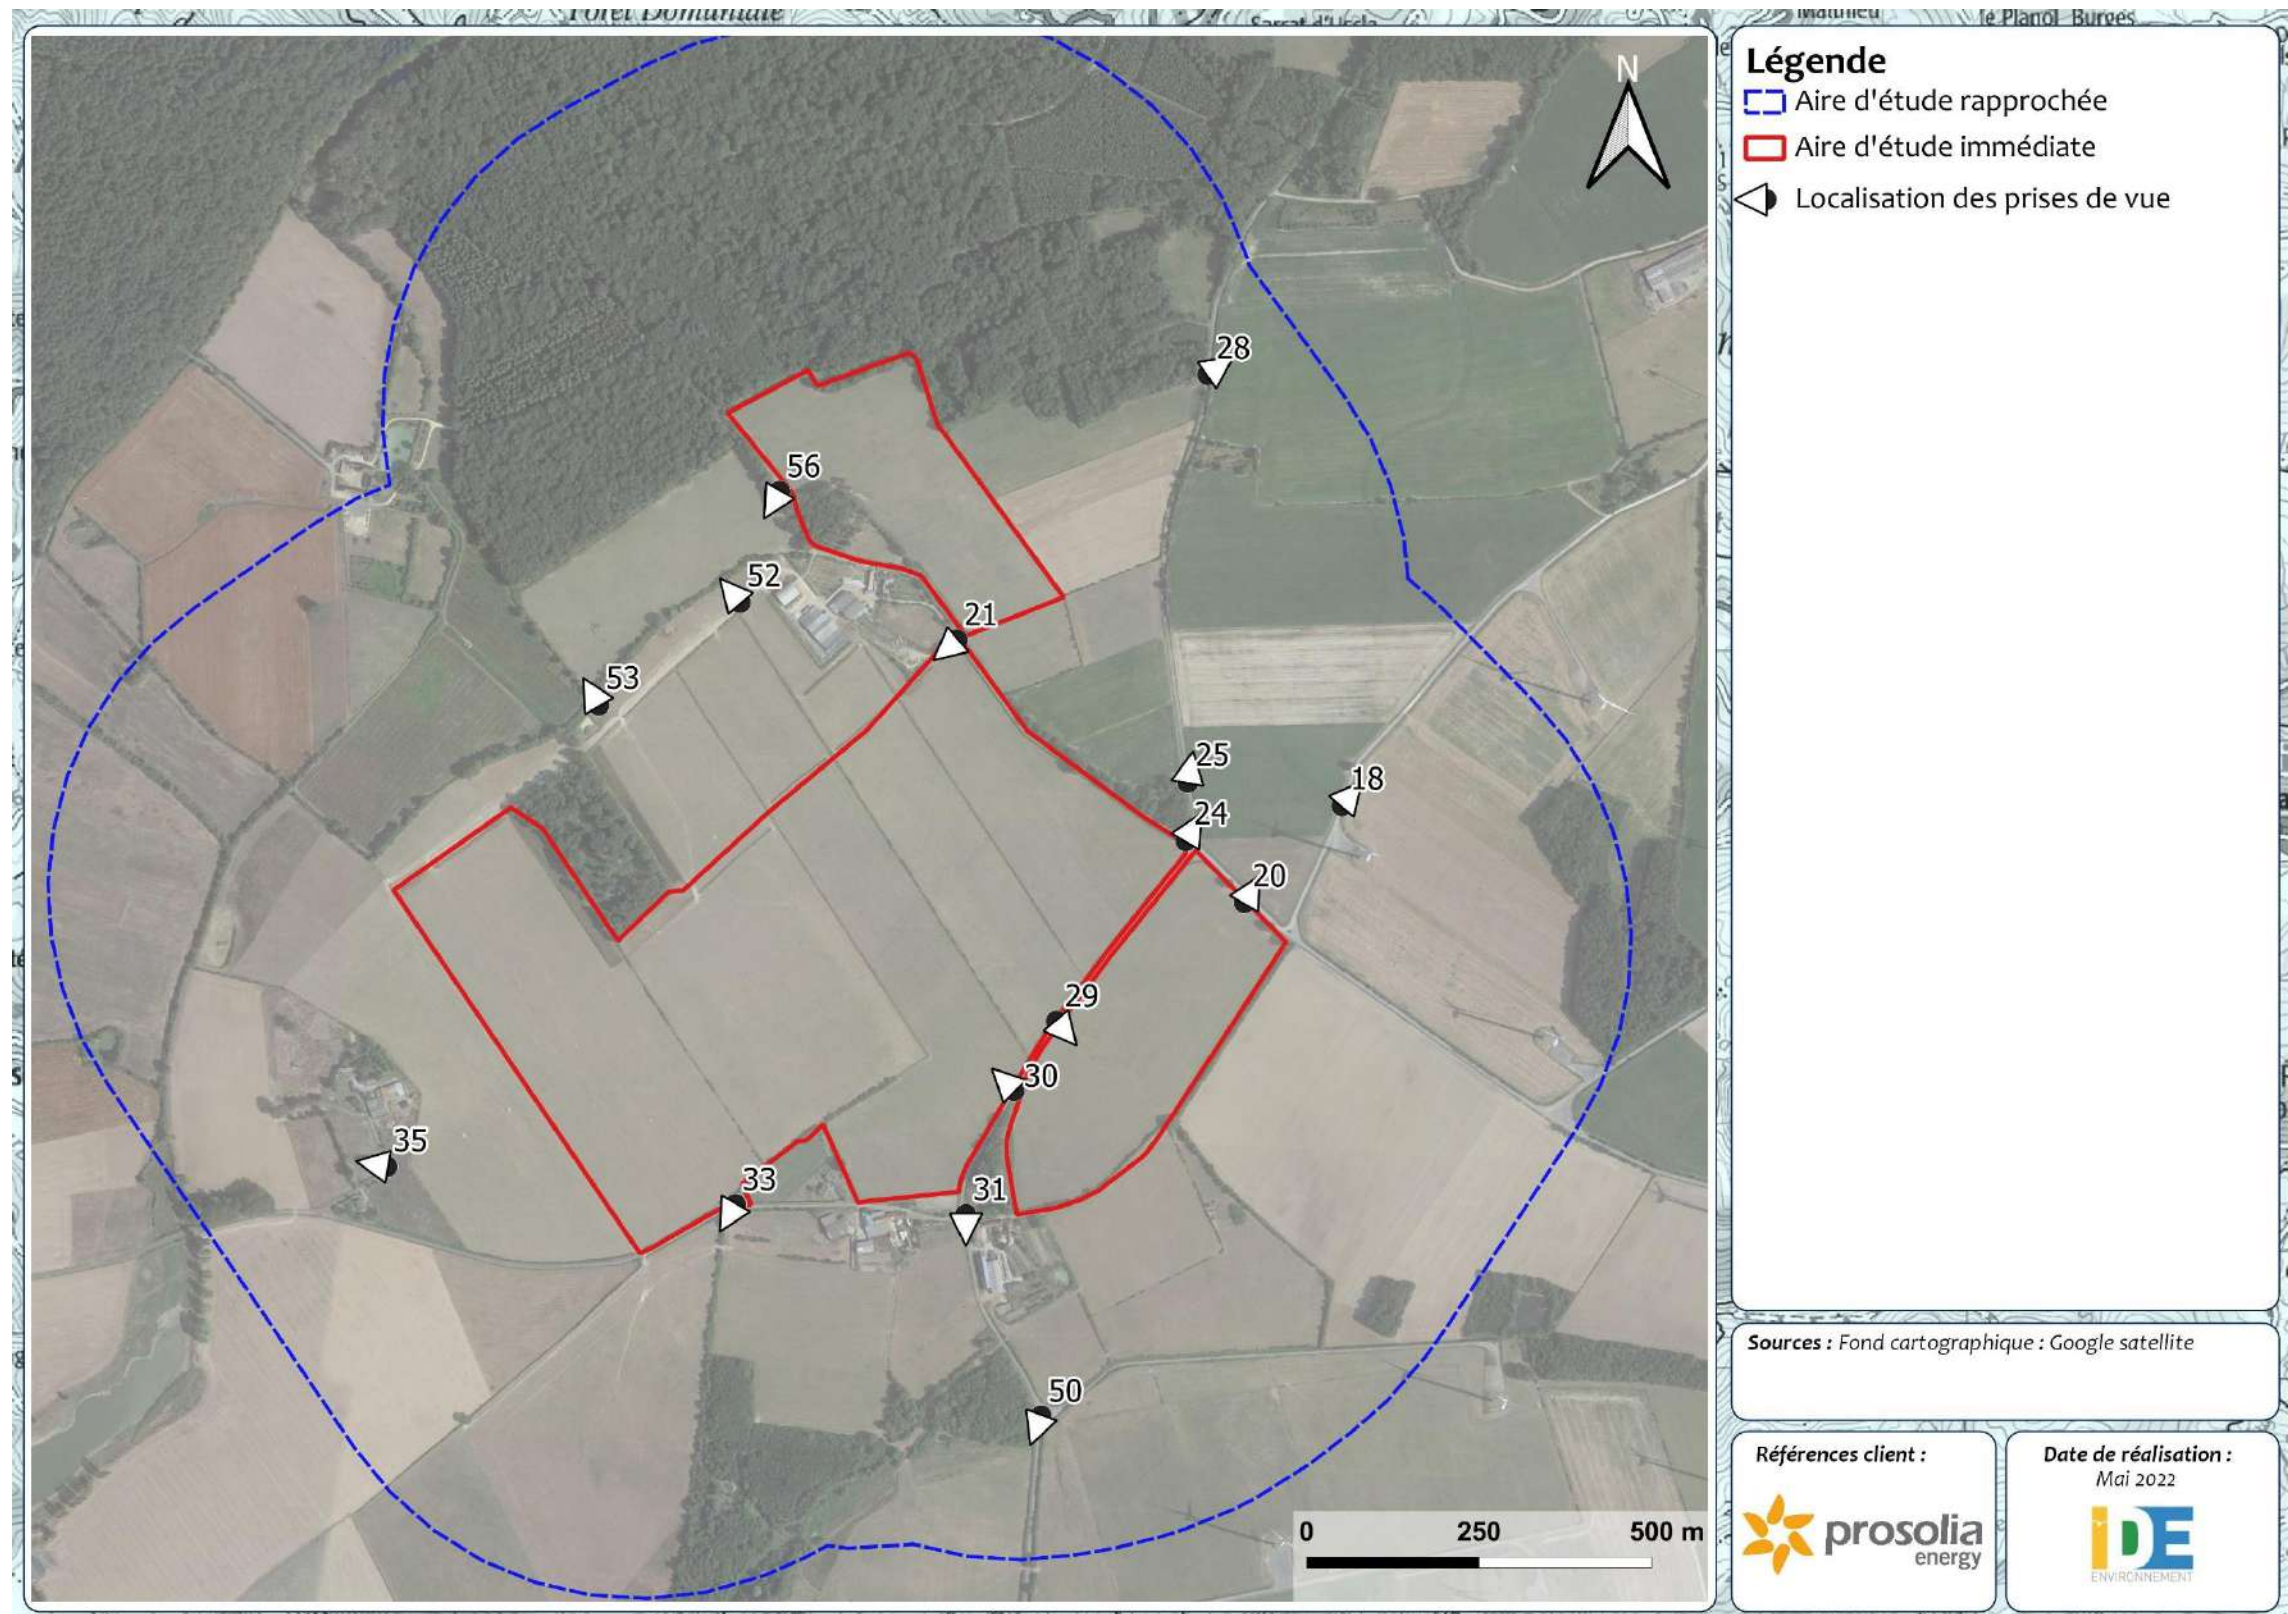 Forêt Domaniale
le Planol Burges
N
28
56
52
21
53
25
18
24
20
29
30
35
33
31
50
0 250 500 m
Légende
Aire d'étude rapprochée
Aire d'étude immédiate
Localisation des prises de vue
Sources : Fond cartographique : Google satellite
Références client :
prosolia
energy
Date de réalisation :
Mai 2022
iDE
ENVIRONNEMENT